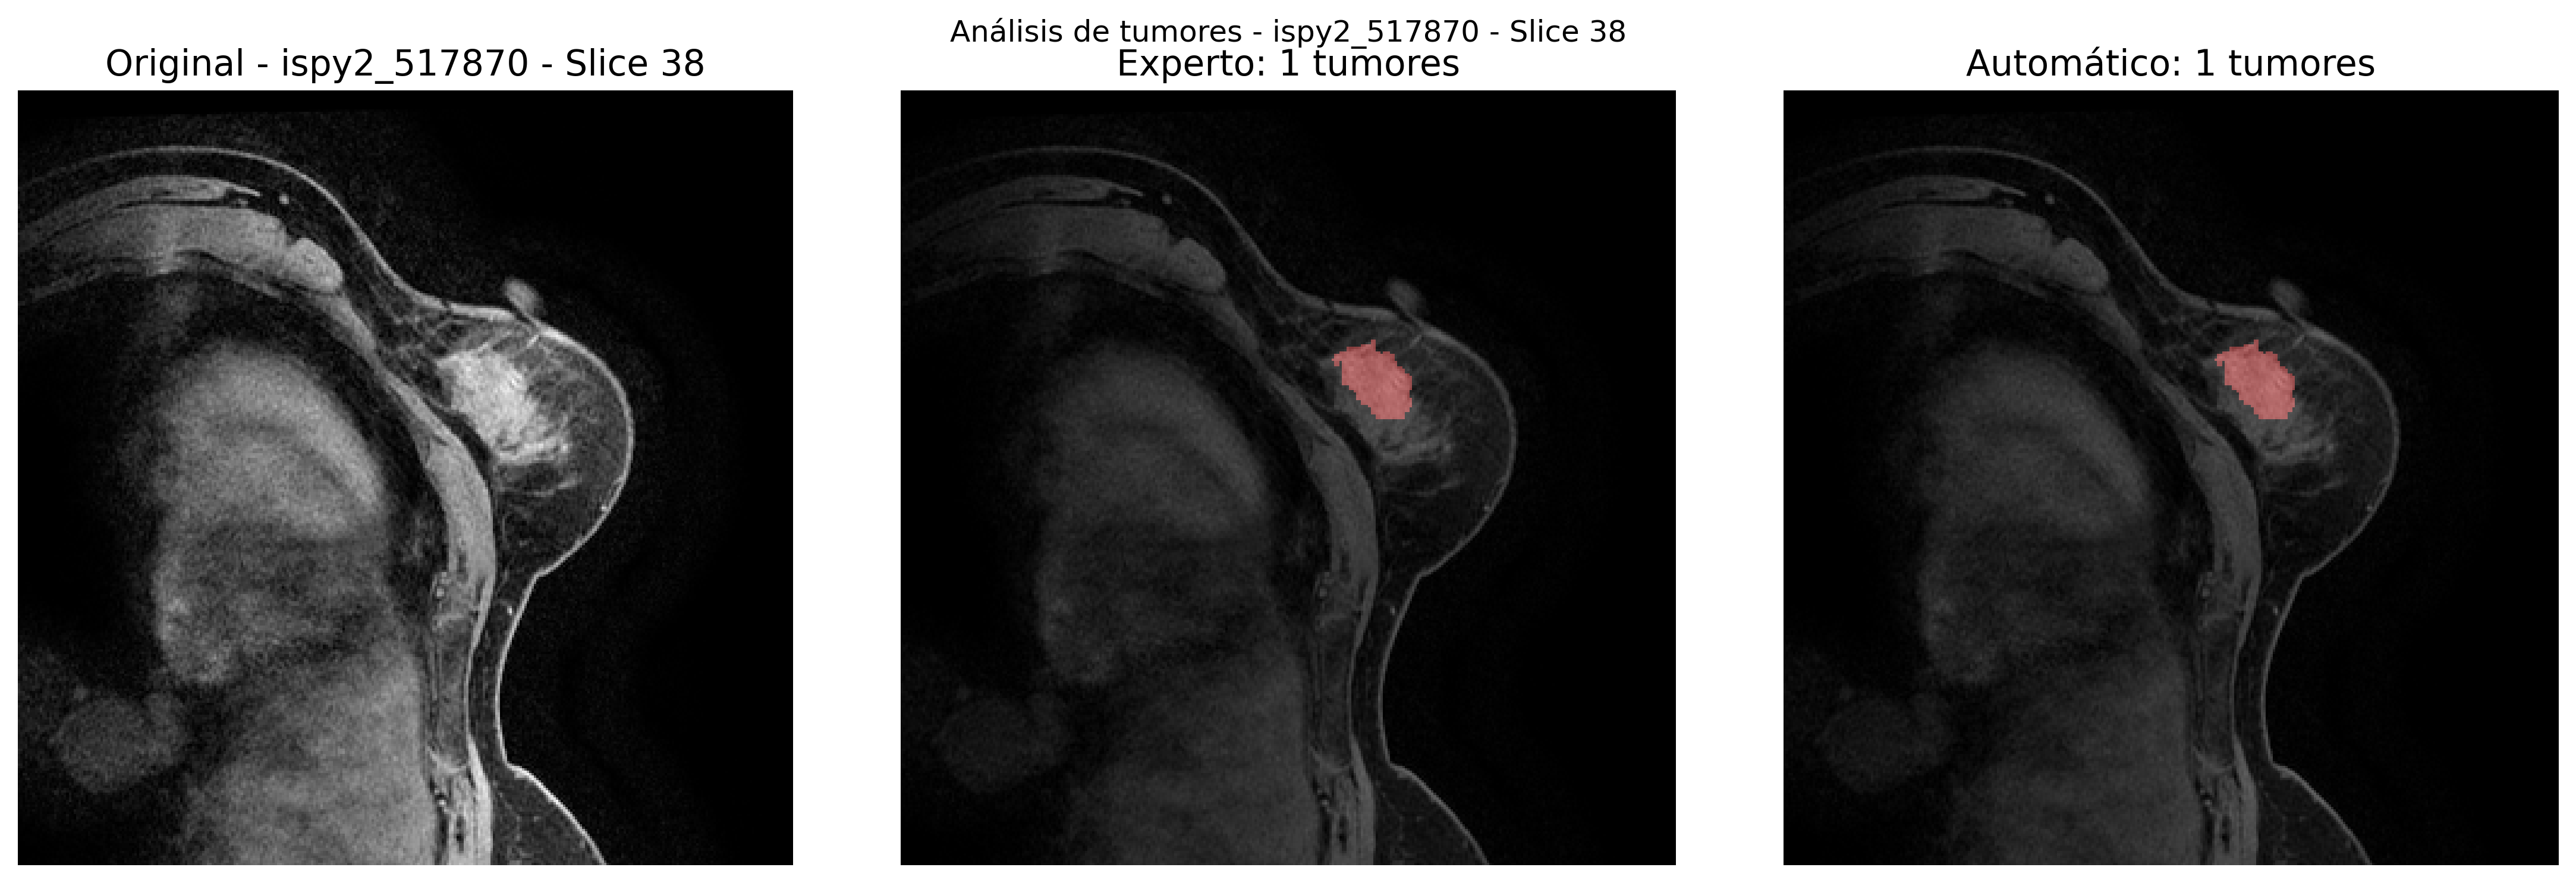 Análisis de tumores - ispy2_517870 - Slice 38
Original - ispy2_517870 - Slice 38
Experto: 1 tumores
Automático: 1 tumores